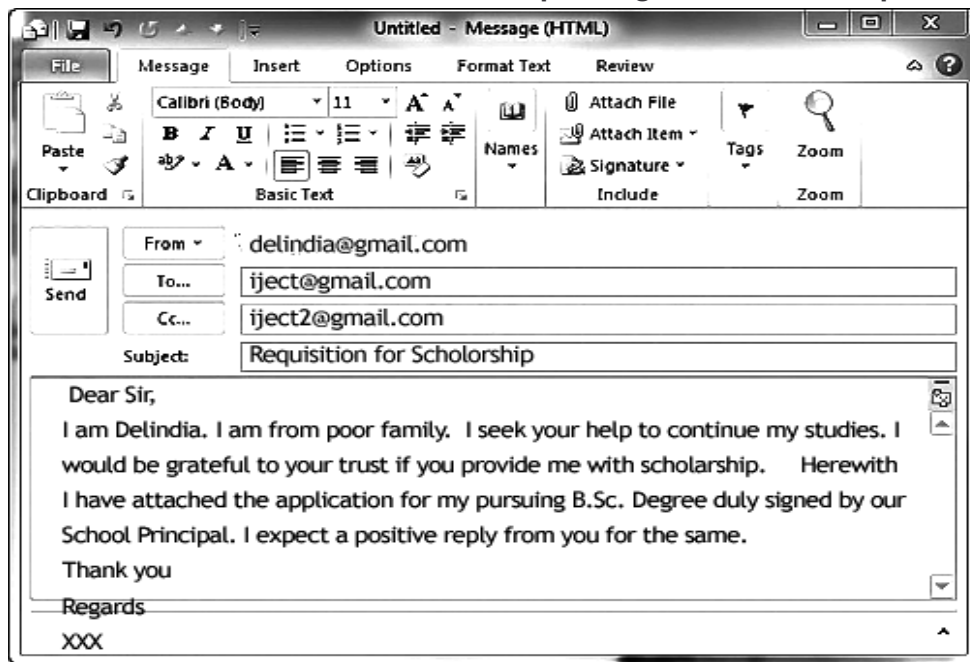 Untitled - Message (HTML)
File Message Insert Options Format Text Review
Calibri (Body) 11 A A Attach File
B I U Attach Item
Paste Names Signature Tags Zoom
Clipboard Basic Text Include Zoom
From delindia@gmail.com
Send To... iject@gmail.com
Cc... iject2@gmail.com
Subject: Requisition for Scholorship
Dear Sir,
I am Delindia. I am from poor family. I seek your help to continue my studies. I
would be grateful to your trust if you provide me with scholarship. Herewith
I have attached the application for my pursuing B.Sc. Degree duly signed by our
School Principal. I expect a positive reply from you for the same.
Thank you
Regards
XXX